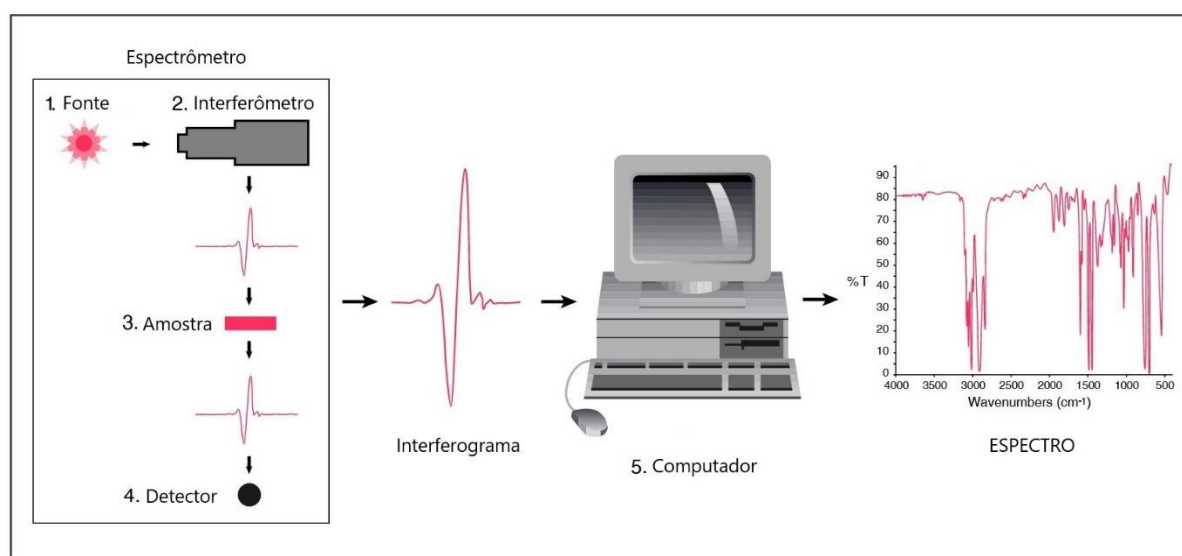 Espectrômetro
1. Fonte
2. Interferômetro
3. Amostra
4. Detector
Interferograma
5. Computador
90
80
70
60
50
%T
40
30
20
10
0
4000 3500 3000 2500 2000 1500 1000 500
Wavenumbers (cm-1)
ESPECTRO